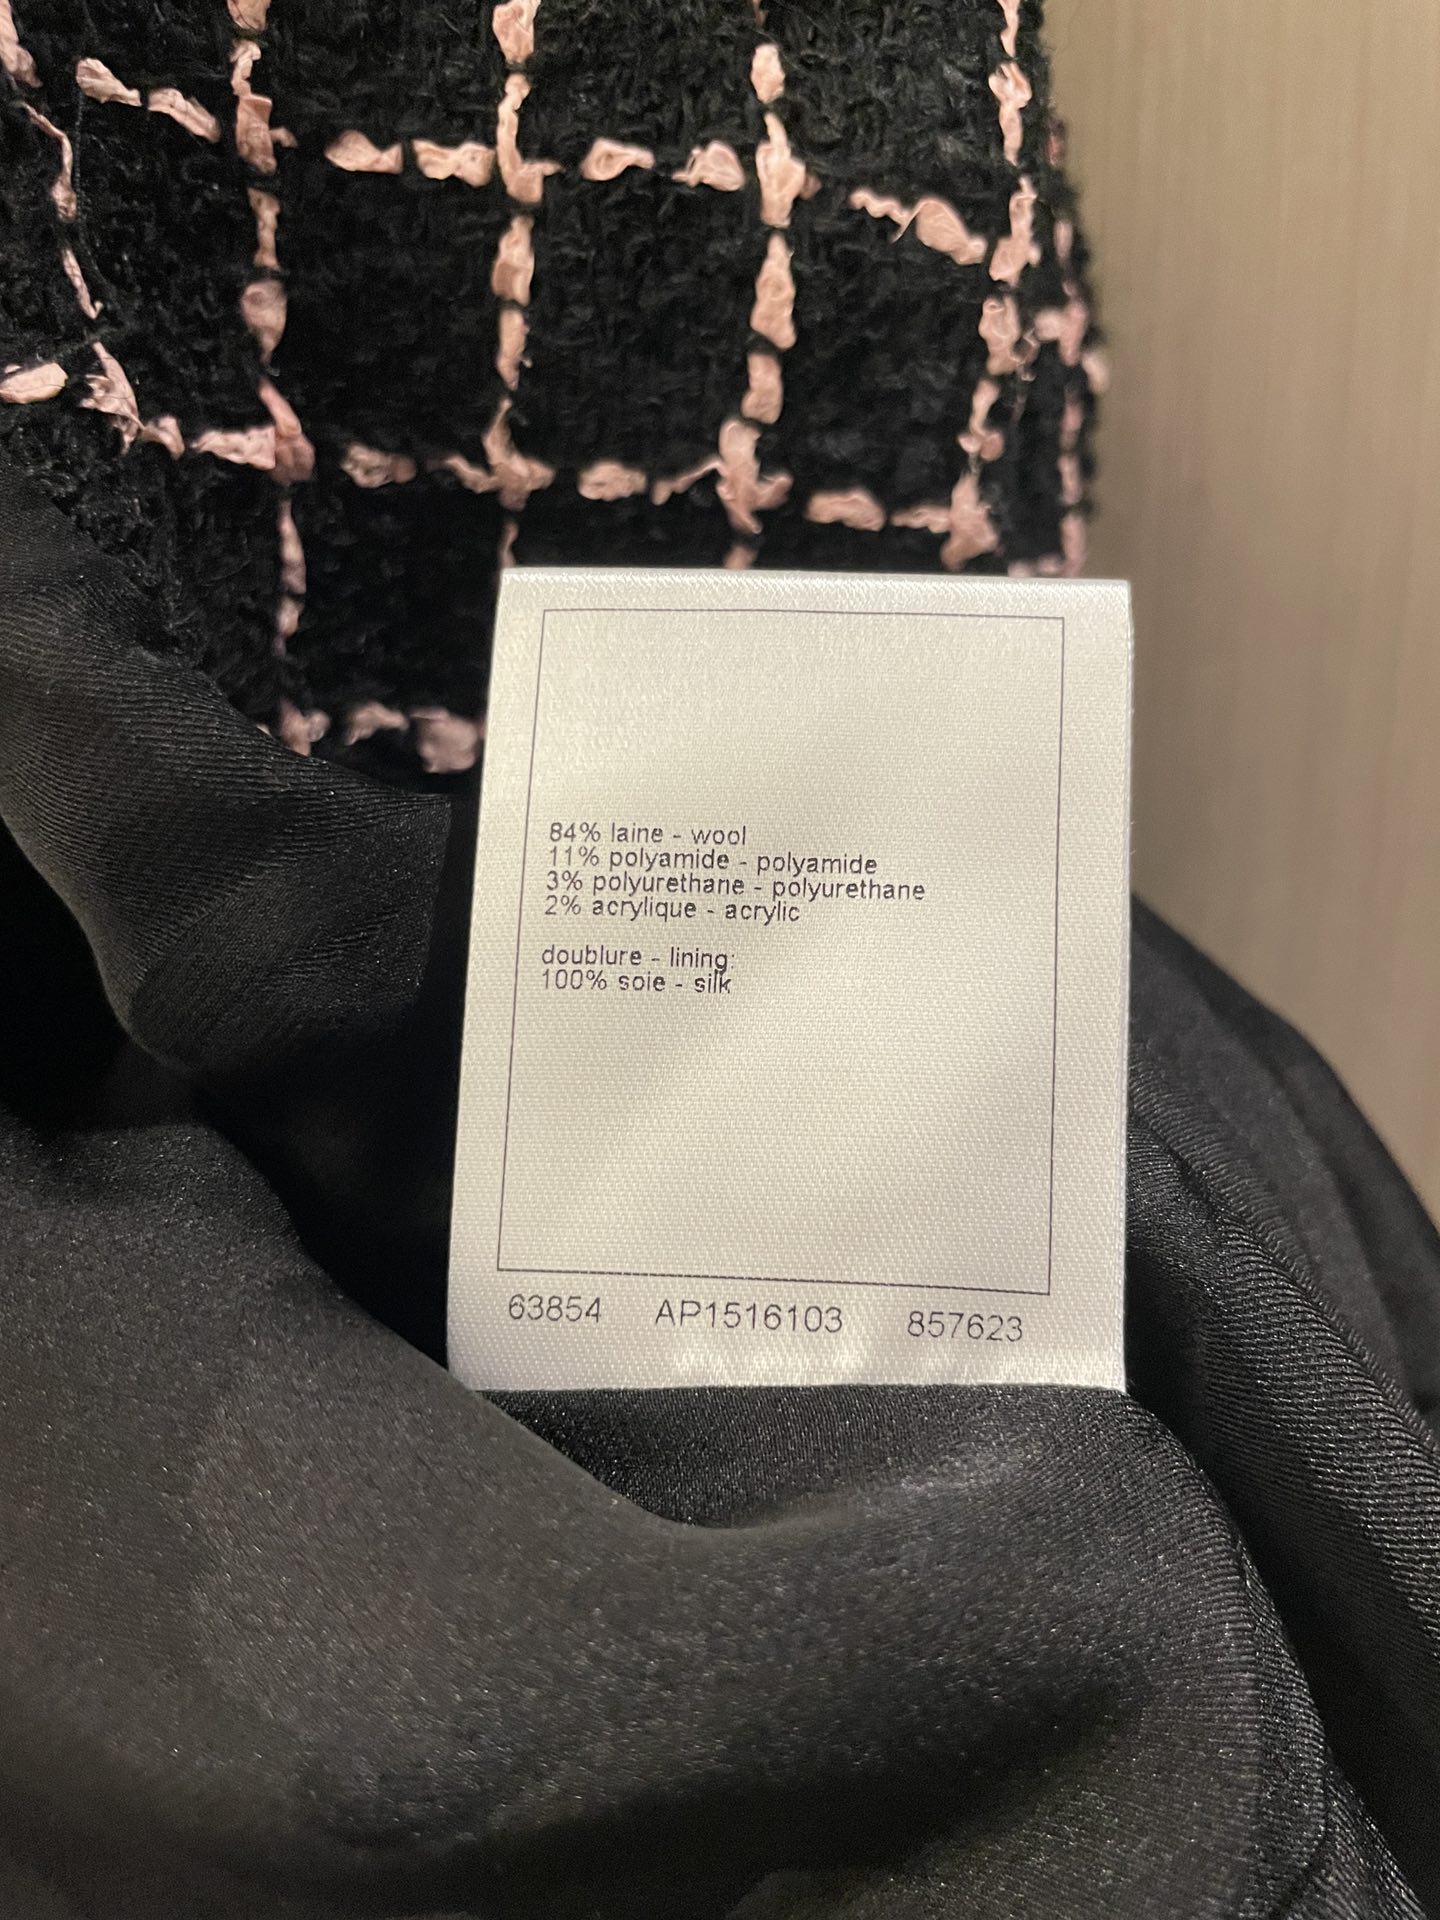 84% laine - wool
11% polyamide - polyamide
3% polyurethane - polyurethane
2% acrylique - acrylic
doublure - lining:
100% soie - silk
63854 AP1516103 857623